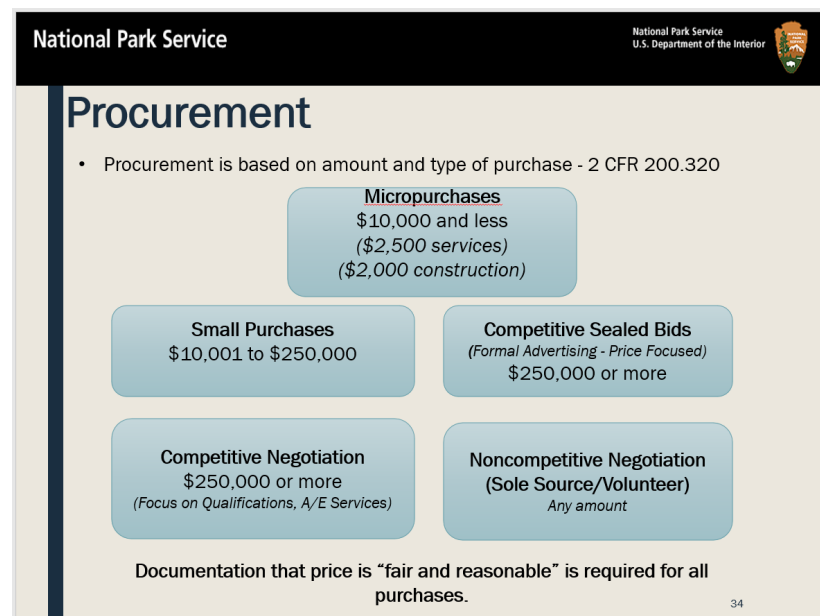 National Park Service
National Park Service
U.S. Department of the Interior
NATIONAL
PARK
SERVICE
Procurement
• Procurement is based on amount and type of purchase - 2 CFR 200.320
Micropurchases
$10,000 and less
($2,500 services)
($2,000 construction)
Small Purchases
$10,001 to $250,000
Competitive Sealed Bids
(Formal Advertising - Price Focused)
$250,000 or more
Competitive Negotiation
$250,000 or more
(Focus on Qualifications, A/E Services)
Noncompetitive Negotiation
(Sole Source/Volunteer)
Any amount
Documentation that price is “fair and reasonable” is required for all
purchases.
34